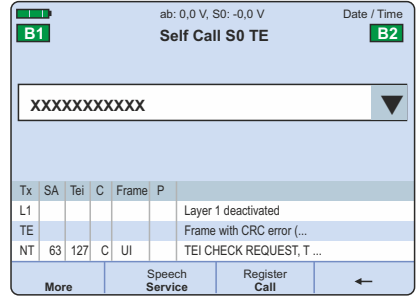 ab: 0,0 V, S0: -0,0 V Date / Time
B1 Self Call S0 TE B2
xxxxxxxxxxx
Tx SA Tei C Frame P
L1 Layer 1 deactivated
TE Frame with CRC error (...
NT 63 127 C UI TEI CHECK REQUEST, T ...
Speech Register
More Service Call ←